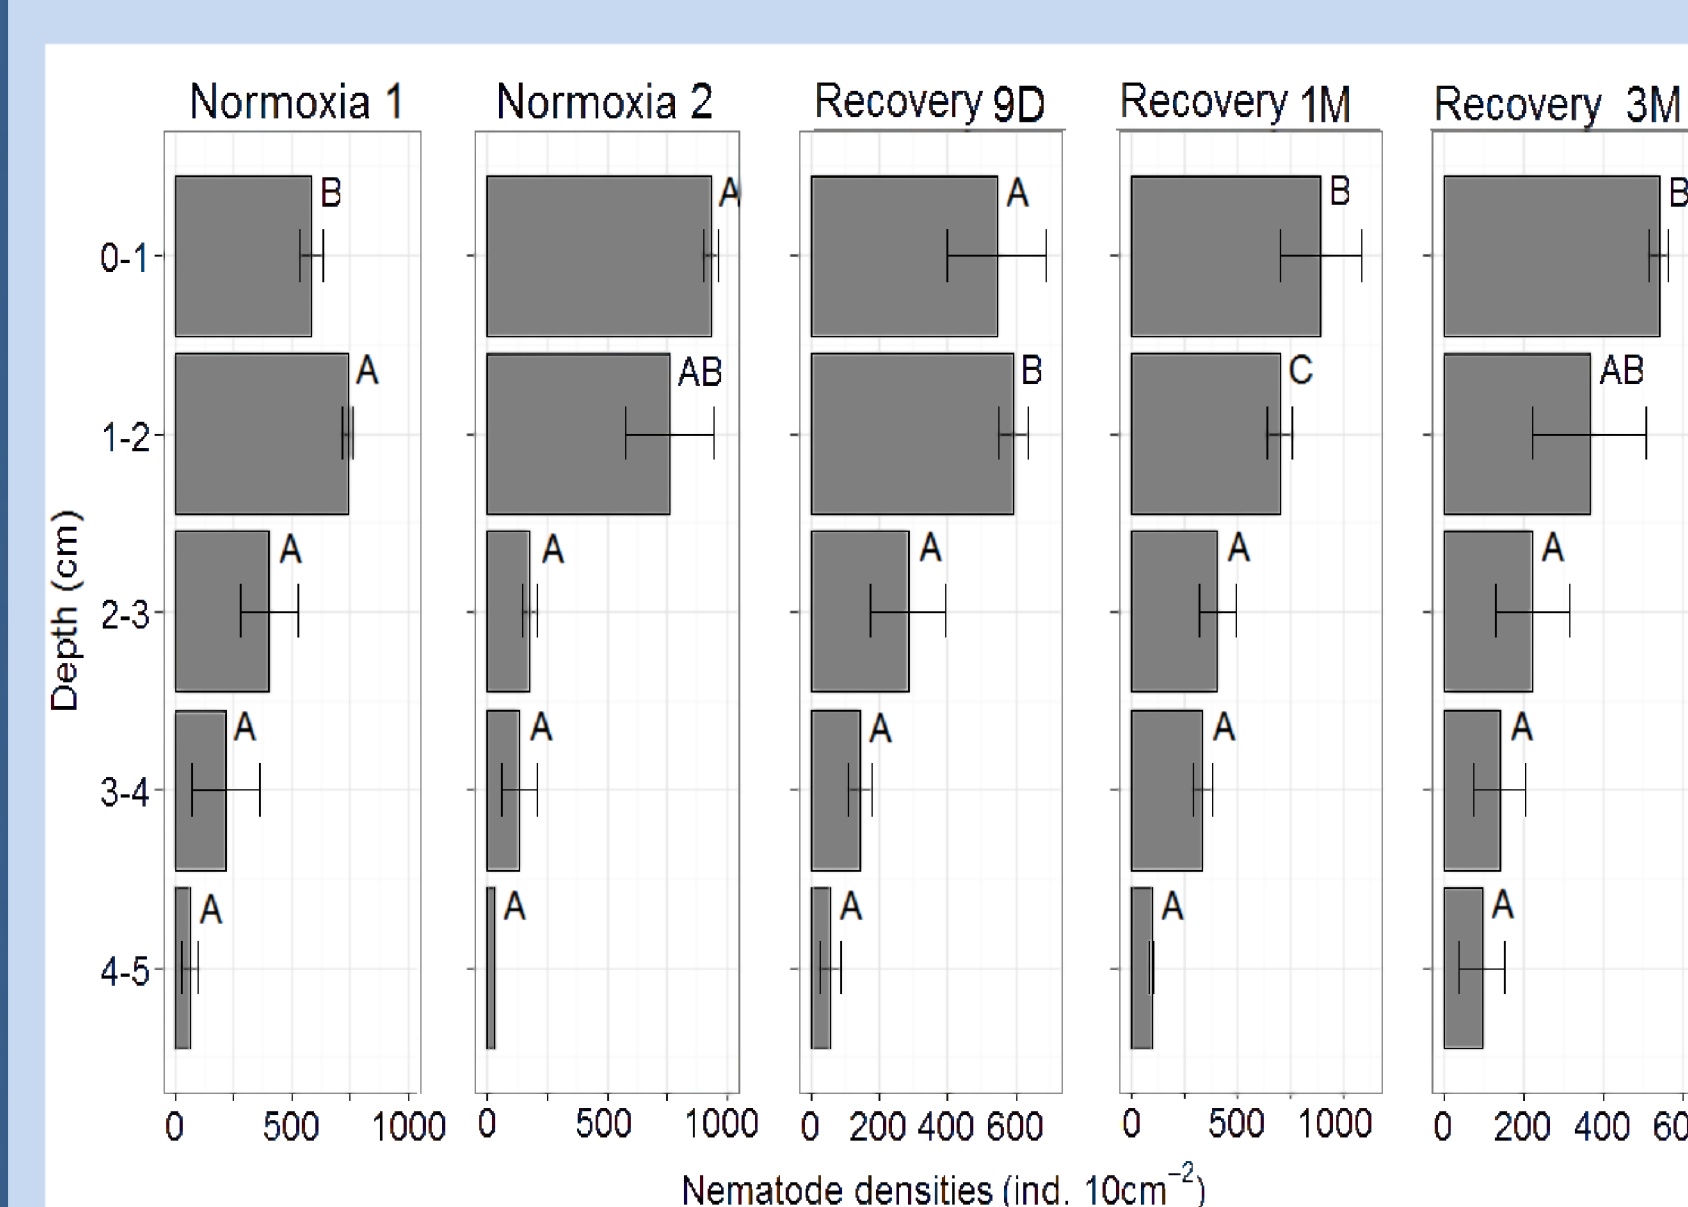 Normoxia 1 Normoxia 2 Recovery 9D Recovery 1M Recovery 3M
B A A B B
0-1
A AB B C AB
1-2
A A A A A
2-3
A A A A A
3-4
A A A A A
4-5
Depth (cm)
0 500 1000 0 500 1000 0 200 400 600 0 500 1000 0 200 400 60
Nematode densities (ind. 10cm⁻²)